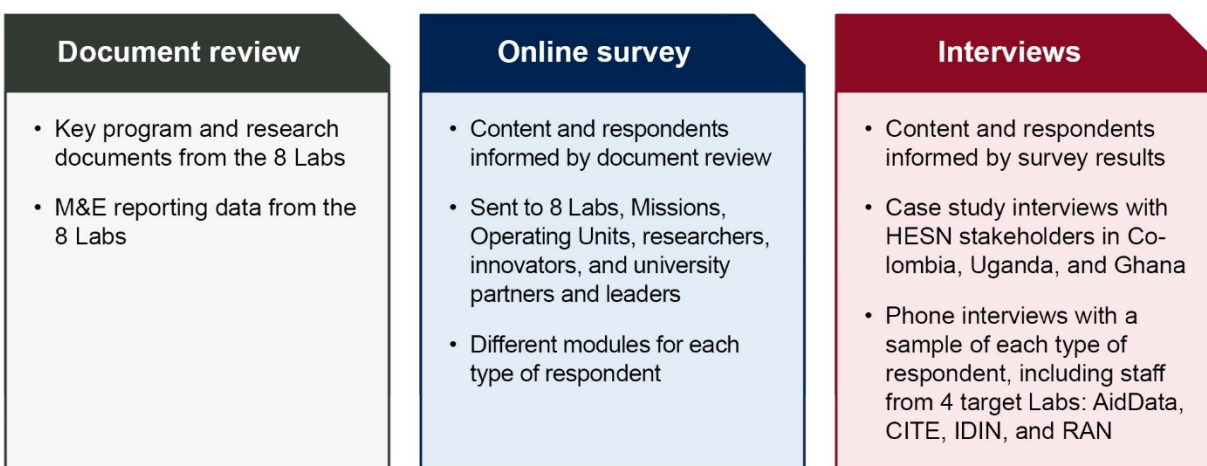 Document review
• Key program and research
documents from the 8 Labs
• M&E reporting data from the
8 Labs
Online survey
• Content and respondents
informed by document review
• Sent to 8 Labs, Missions,
Operating Units, researchers,
innovators, and university
partners and leaders
• Different modules for each
type of respondent
Interviews
• Content and respondents
informed by survey results
• Case study interviews with
HESN stakeholders in Co-
lombia, Uganda, and Ghana
• Phone interviews with a
sample of each type of
respondent, including staff
from 4 target Labs: AidData,
CITE, IDIN, and RAN